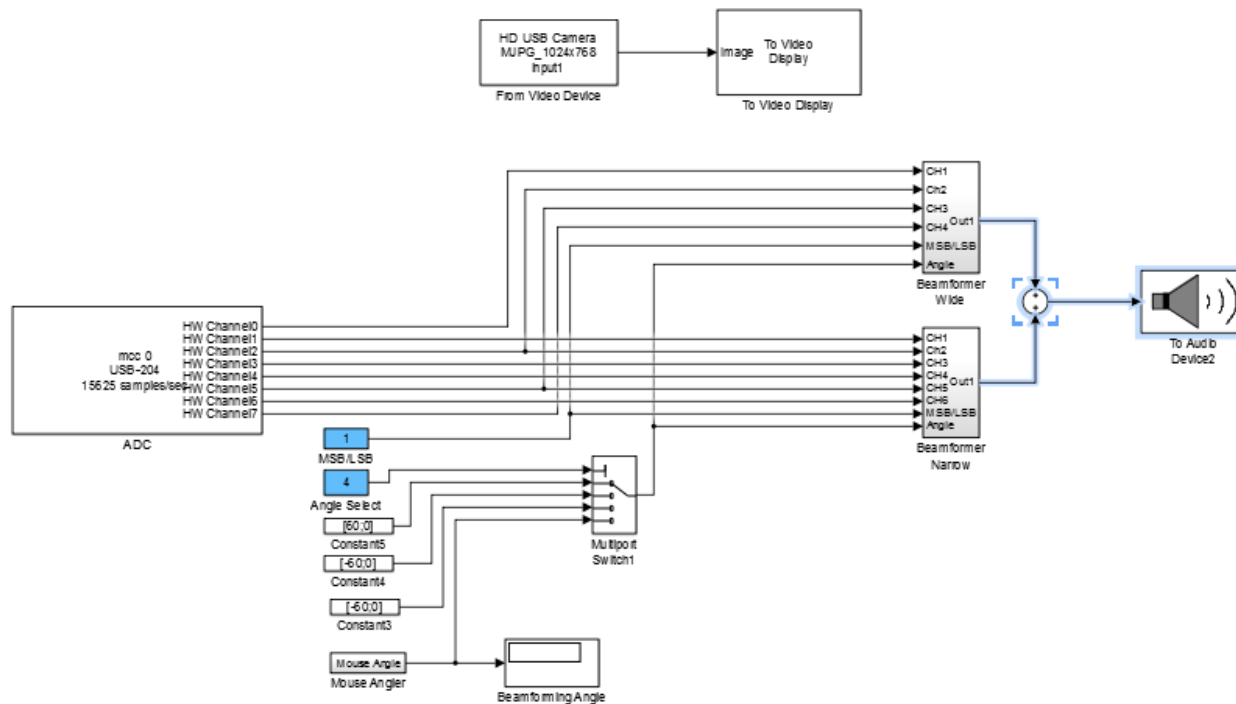 HD USB Camera
MJPG_1024x768
Input1
From Video Device
Image
To Video
Display
To Video Display
CH1
Ch2
CH3
CH4
MSB/LSB
Angle
Out1
Beamformer
Wide
mcc 0
USB-204
15625 samples/sec
HW Channel0
HW Channel1
HW Channel2
HW Channel3
HW Channel4
HW Channel5
HW Channel6
HW Channel7
ADC
CH1
Ch2
CH3
CH4
CH5
CH6
MSB/LSB
Angle
Out1
Beamformer
Narrow
+
+
To Audio
Device2
1
MSB/LSB
4
Angle Select
[60;0]
Constant5
[-60;0]
Constant4
[-60;0]
Constant3
Multiport
Switch1
Mouse Angle
Mouse Angler
Beamforming Angle